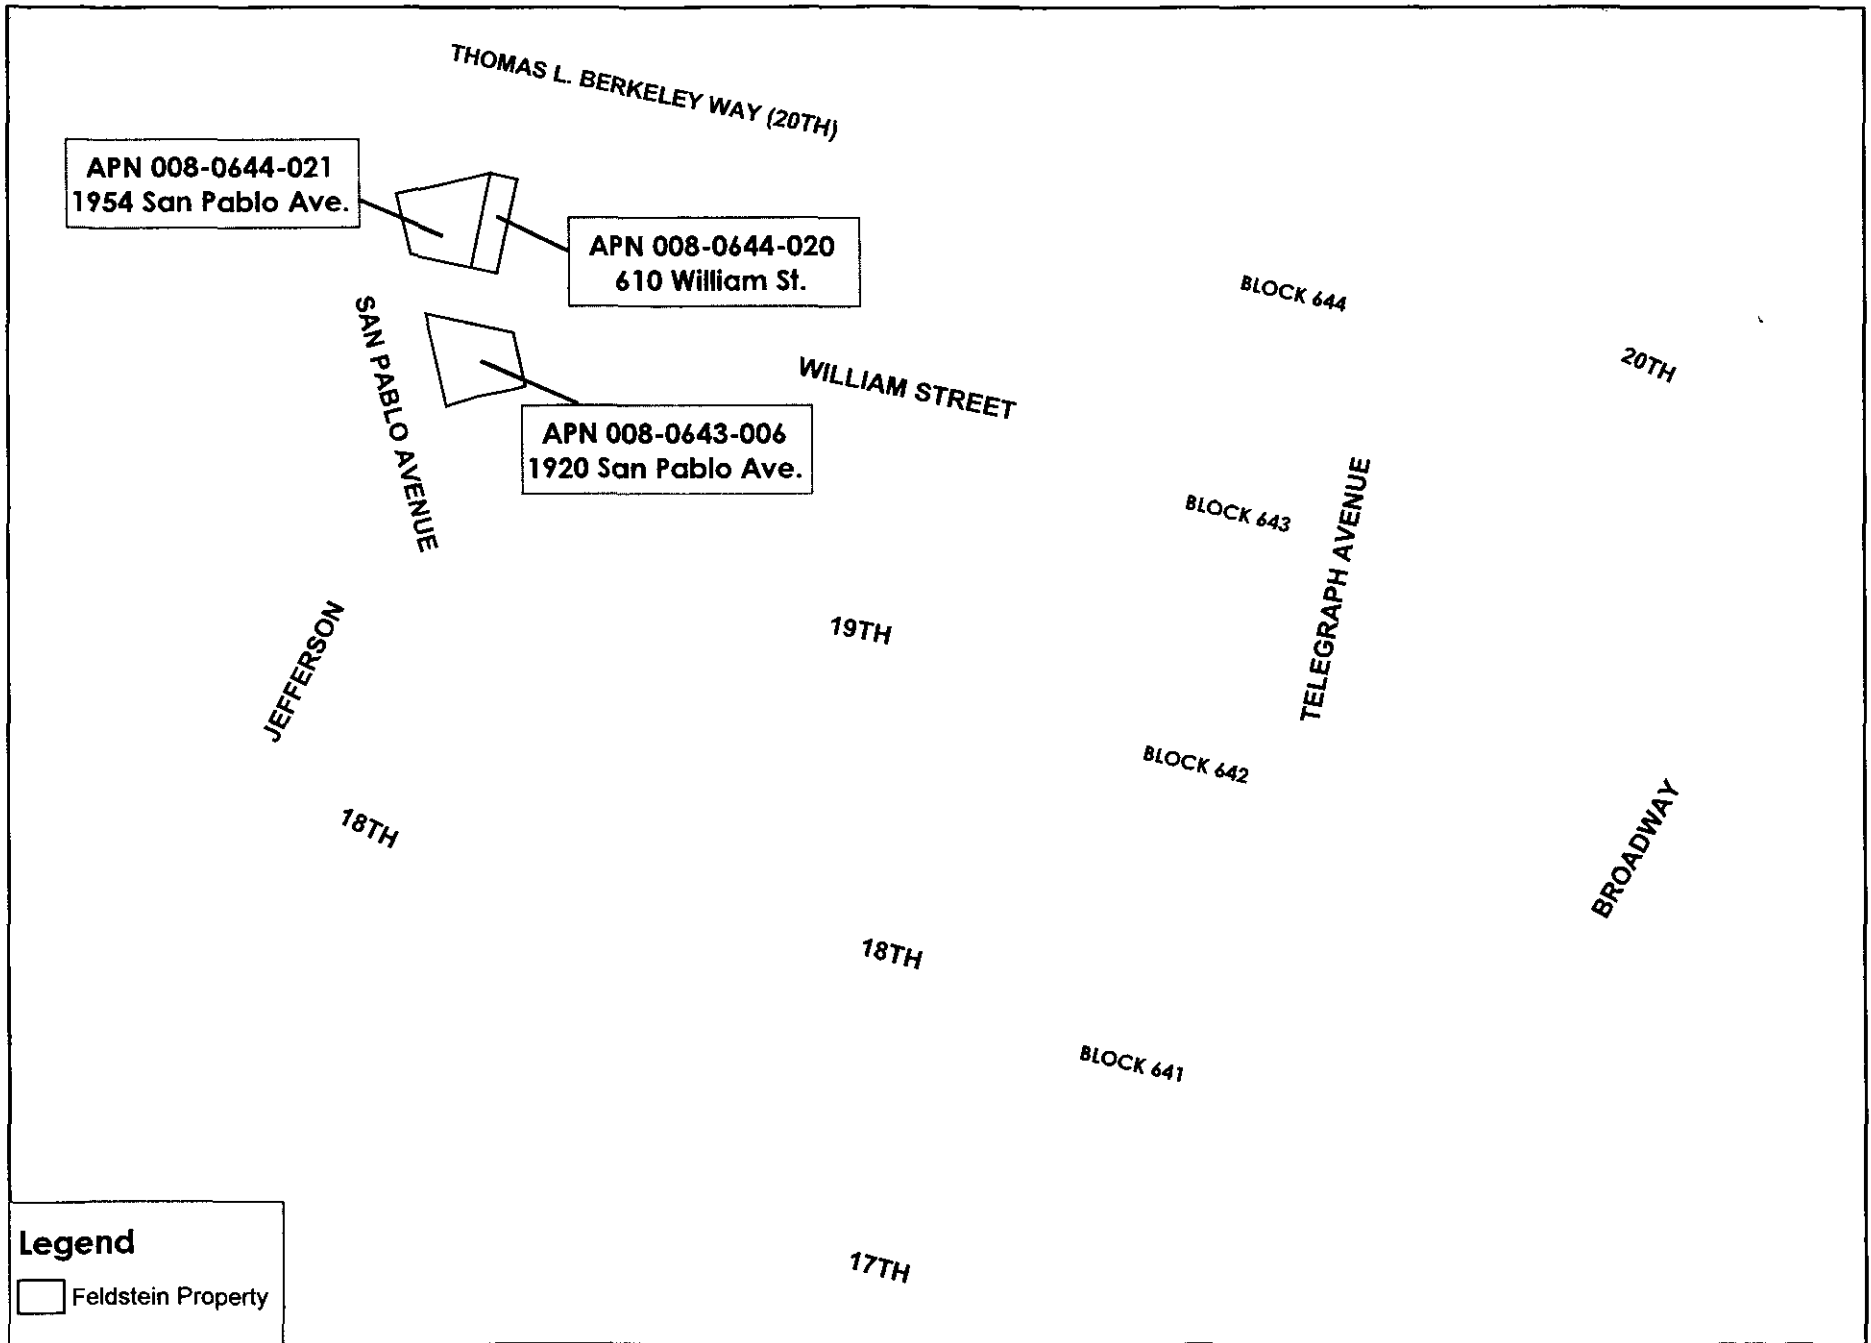 THOMAS L. BERKELEY WAY (20TH)
APN 008-0644-021
1954 San Pablo Ave.
APN 008-0644-020
610 William St.
BLOCK 644
20TH
SAN PABLO AVENUE
WILLIAM STREET
APN 008-0643-006
1920 San Pablo Ave.
BLOCK 643
TELEGRAPH AVENUE
19TH
JEFFERSON
BLOCK 642
18TH
BROADWAY
18TH
BLOCK 641
17TH
Legend
Feldstein Property